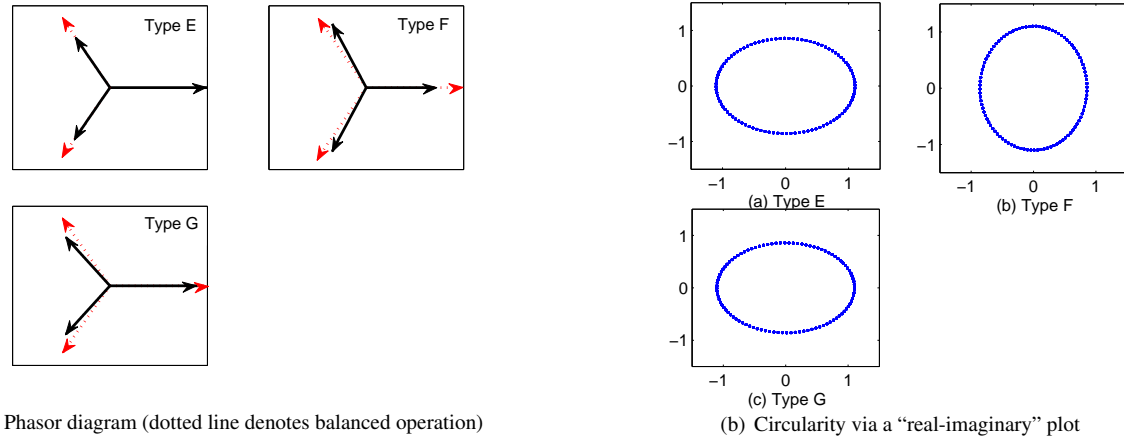 Type E
Type F
Type G
Phasor diagram (dotted line denotes balanced operation)
1
0
−1
−1
0
1
(a) Type E
1
0
−1
−1
0
1
(b) Type F
1
0
−1
−1
0
1
(c) Type G
(b) Circularity via a “real-imaginary” plot